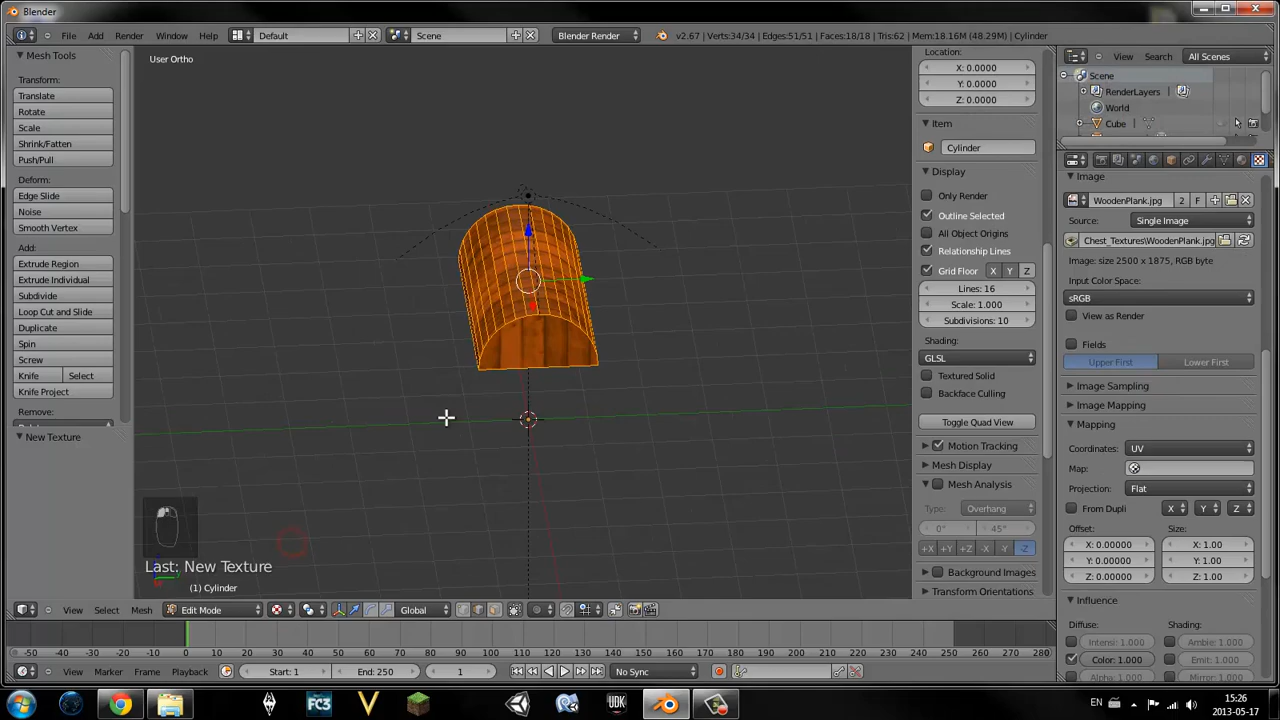 Blender
File Add Render Window Help Default Scene Blender Render v2.67 | Verts:34/34 | Edges:51/51 | Faces:18/18 | Tris:62 | Mem:18.16M (48.29M) | Cylinder
Mesh Tools
Transform:
Translate
Rotate
Scale
Shrink/Fatten
Push/Pull
Deform:
Edge Slide
Noise
Smooth Vertex
Add:
Extrude Region
Extrude Individual
Subdivide
Loop Cut and Slide
Duplicate
Spin
Screw
Knife Select
Knife Project
Remove:
New Texture
User Ortho
Last: New Texture
(1) Cylinder
Location:
X: 0.0000
Y: 0.0000
Z: 0.0000
Item
Cylinder
Display
Only Render
Outline Selected
All Object Origins
Relationship Lines
Grid Floor X Y Z
Lines: 16
Scale: 1.000
Subdivisions: 10
Shading:
GLSL
Textured Solid
Backface Culling
Toggle Quad View
Motion Tracking
Mesh Display
Mesh Analysis
Type: Overhang
0° 45°
+X +Y +Z -X -Y -Z
Background Images
Transform Orientations
View Search All Scenes
Scene
RenderLayers
World
Cube
Image
WoodenPlank.jpg 2 F
Source: Single Image
Chest_Textures\WoodenPlank.jpg
Image: size 2500 x 1875, RGB byte
Input Color Space:
sRGB
View as Render
Fields
Upper First Lower First
Image Sampling
Image Mapping
Mapping
Coordinates: UV
Map:
Projection: Flat
From Dupli X Y Z
Offset: Size:
X: 0.00000 X: 1.00
Y: 0.00000 Y: 1.00
Z: 0.00000 Z: 1.00
Influence
Diffuse: Shading:
Intensi: 1.000 Ambie: 1.000
Color: 1.000 Emit: 1.000
Alpha: 1.000 Mirror: 1.000
View Select Mesh Edit Mode Global
-50 -40 -30 -20 -10 0 10 20 30 40 50 60 70 80 90 100 110 120 130 140 150 160 170 180 190 200 210 220 230 240 250 260 270 280
View Marker Frame Playback Start: 1 End: 250 1 No Sync
FC3 UDK EN 15:26
2013-05-17